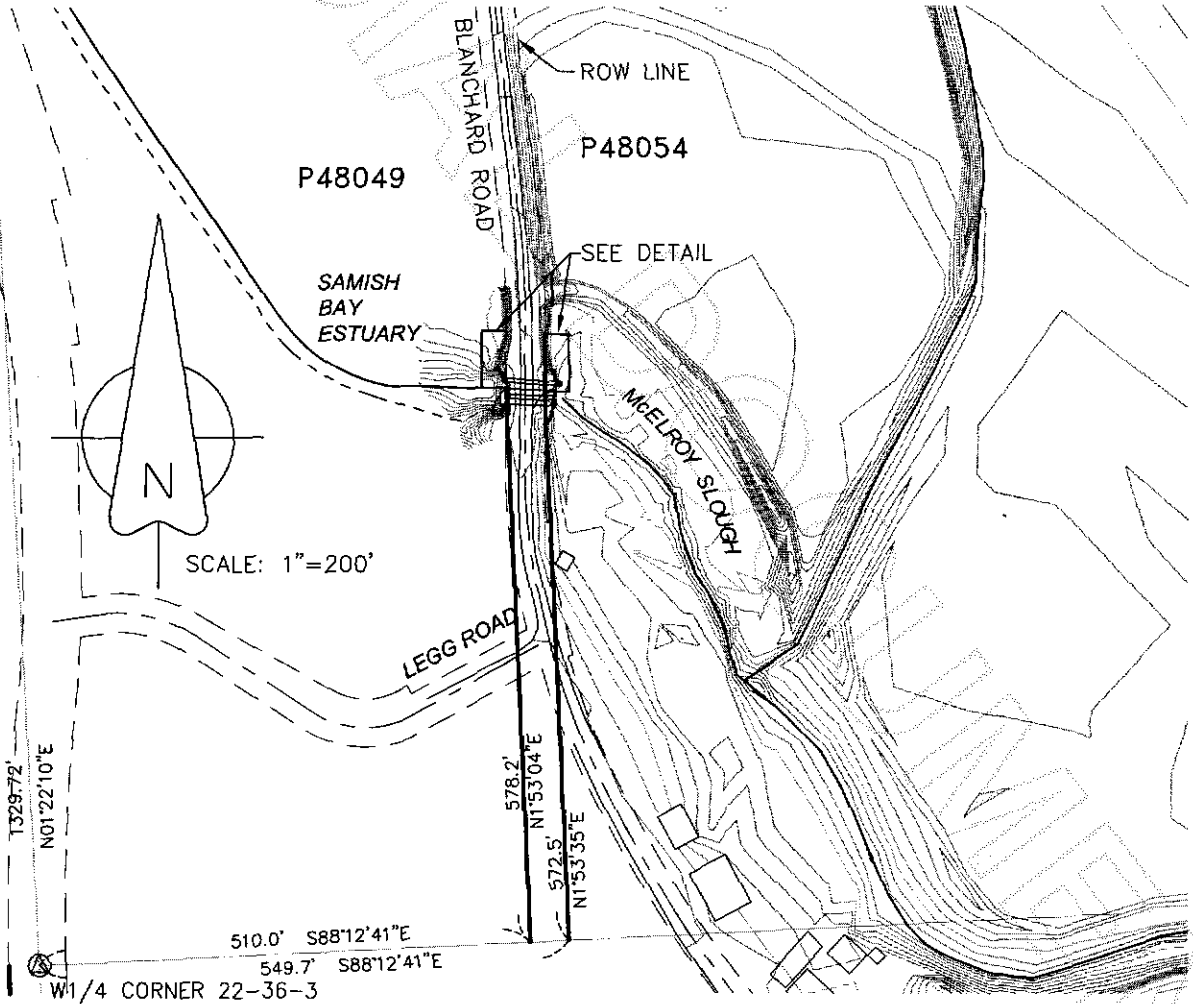 BLANCHARD ROAD
ROW LINE
P48054
P48049
SEE DETAIL
SAMISH
BAY
ESTUARY
McELROY SLOUGH
N
SCALE: 1"=200'
LEGG ROAD
1329.72'
N01°22'10"E
578.2'
N1°53'04"E
572.5'
N1°53'35"E
510.0' S88°12'41"E
549.7' S88°12'41"E
W1/4 CORNER 22-36-3